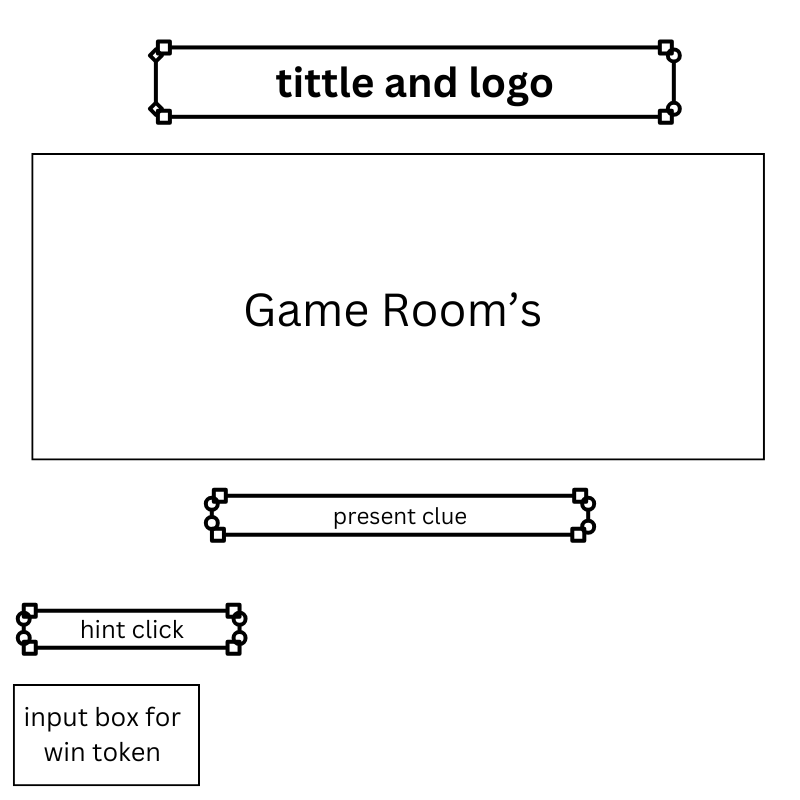 tittle and logo
Game Room’s
present clue
hint click
input box for
win token